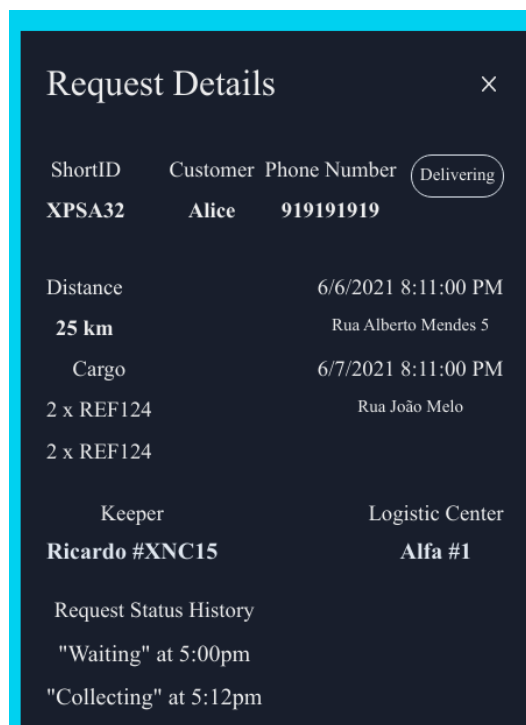 Request Details ×
ShortID Customer Phone Number Delivering
XPSA32 Alice 919191919
Distance 6/6/2021 8:11:00 PM
25 km Rua Alberto Mendes 5
Cargo 6/7/2021 8:11:00 PM
2 x REF124 Rua João Melo
2 x REF124
Keeper Logistic Center
Ricardo #XNC15 Alfa #1
Request Status History
"Waiting" at 5:00pm
"Collecting" at 5:12pm